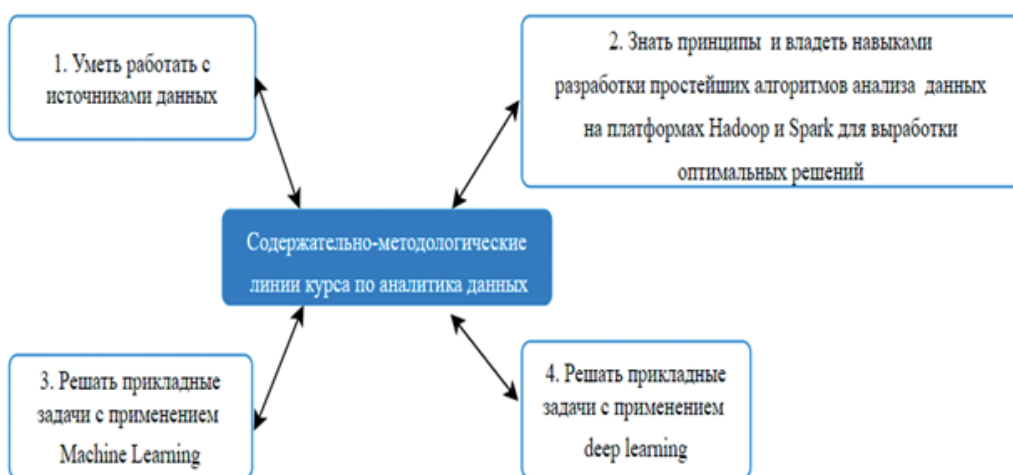 1. Уметь работать с
источниками данных
2. Знать принципы и владеть навыками
разработки простейших алгоритмов анализа данных
на платформах Hadoop и Spark для выработки
оптимальных решений
Содержательно-методологические
линии курса по аналитика данных
3. Решать прикладные
задачи с применением
Machine Learning
4. Решать прикладные
задачи с применением
deep learning